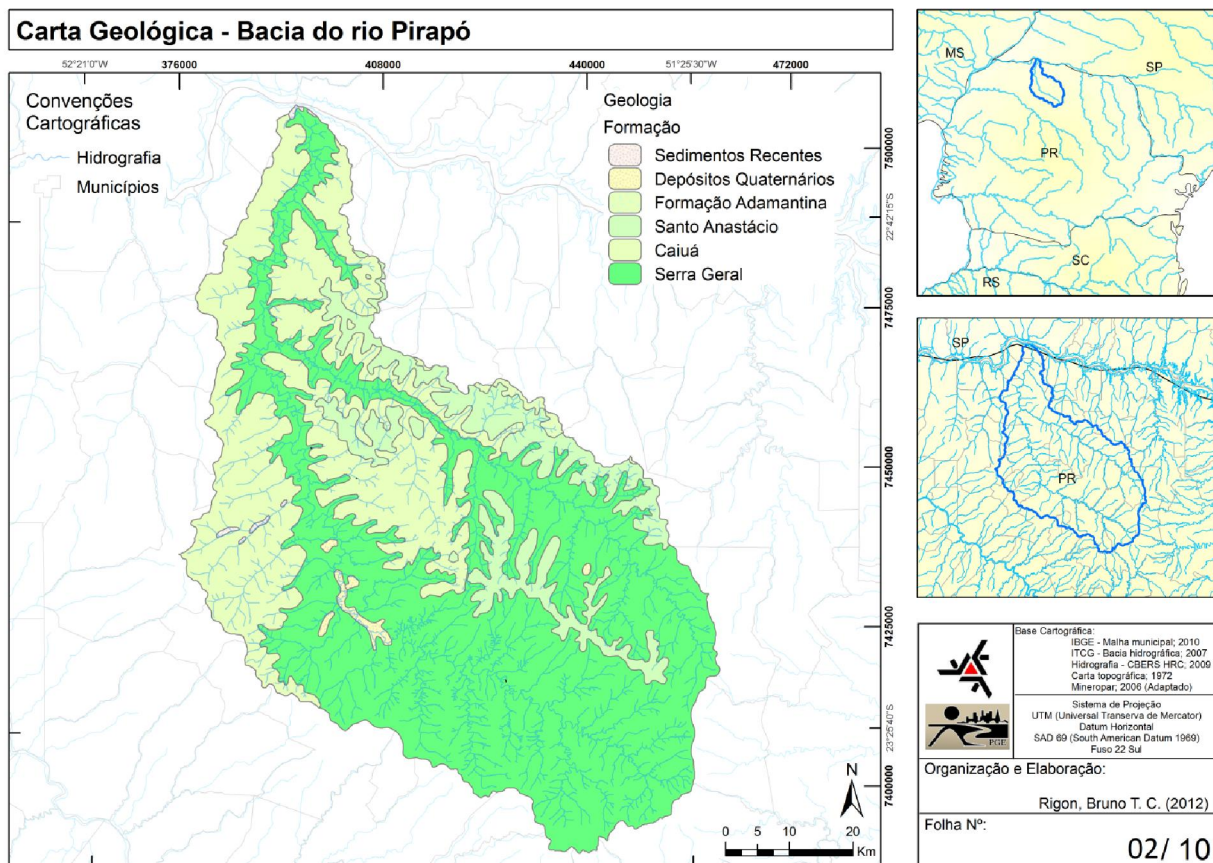 Carta Geológica - Bacia do rio Pirapó
52°21'0"W
376000
408000
440000
51°25'30"W
472000
Convenções
Cartográficas
Hidrografia
Municípios
Geologia
Formação
Sedimentos Recentes
Depósitos Quaternários
Formação Adamantina
Santo Anastácio
Caiuá
Serra Geral
7500000
22°42'15"S
7475000
7450000
7425000
23°25'40"S
7400000
N
0 5 10 20
Km
MS
SP
PR
SC
RS
SP
PR
PGE
Base Cartográfica:
IBGE - Malha municipal; 2010
ITCG - Bacia hidrográfica; 2007
Hidrografia - CBERS HRC; 2009
Carta topográfica; 1972
Mineropar; 2006 (Adaptado)
Sistema de Projeção
UTM (Universal Transversa de Mercator)
Datum Horizontal
SAD 69 (South American Datum 1969)
Fuso 22 Sul
Organização e Elaboração:
Rigon, Bruno T. C. (2012)
Folha Nº:
02/ 10